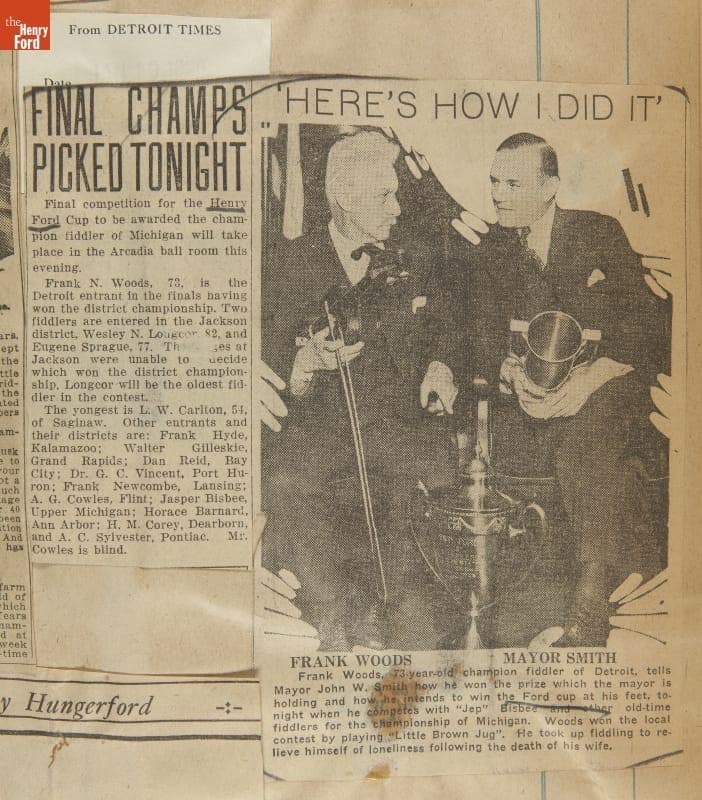 the
Henry
Ford
From DETROIT TIMES
Date
FINAL CHAMPS
PICKED TONIGHT
Final competition for the Henry
Ford Cup to be awarded the cham-
pion fiddler of Michigan will take
place in the Arcadia ball room this
evening.
Frank N. Woods, 73, is the
Detroit entrant in the finals having
won the district championship. Two
fiddlers are entered in the Jackson
district, Wesley N. 82, and
Eugene Sprague, 77. at
Jackson were unable to decide
which won the district champion-
ship. Longcor will be the oldest fid-
dler in the contest.
The yongest is L. W. Carlton, 54,
of Saginaw. Other entrants and
their districts are: Frank Hyde,
Kalamazoo; Walter Gilleskie,
Grand Rapids; Dan Reid, Bay
City; Dr. G. C. Vincent, Port Hu-
ron; Frank Newcombe, Lansing;
A. G. Cowles, Flint; Jasper Bisbee,
Upper Michigan; Horace Barnard,
Ann Arbor; H. M. Corey, Dearborn,
and A. C. Sylvester, Pontiac. Mr.
Cowles is blind.
'HERE'S HOW I DID IT'
FRANK WOODS MAYOR SMITH
Frank Woods, 73-year-old champion fiddler of Detroit, tells
Mayor John W. Smith how he won the prize which the mayor is
holding and how he intends to win the Ford cup at his feet, to-
night when he competes with "Jep" Bisbee and other old-time
fiddlers for the championship of Michigan. Woods won the local
contest by playing "Little Brown Jug". He took up fiddling to re-
lieve himself of loneliness following the death of his wife.
y Hungerford -:-